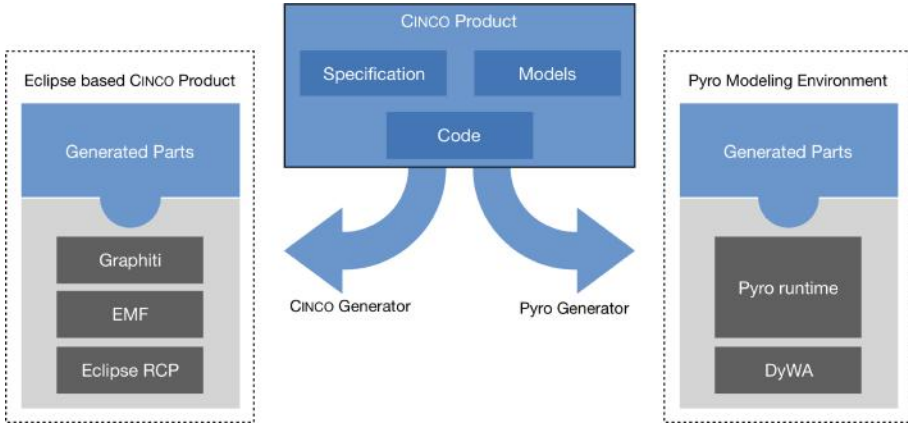 CINCO Product
Specification
Models
Code
Eclipse based CINCO Product
Generated Parts
Graphiti
EMF
Eclipse RCP
CINCO Generator
Pyro Generator
Pyro Modeling Environment
Generated Parts
Pyro runtime
DyWA